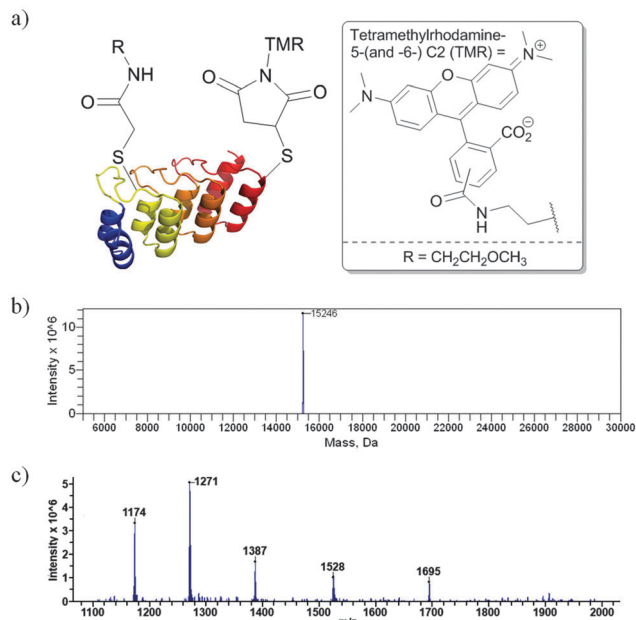 a)
R
NH
O
S
TMR
N
O
O
S
Tetramethylrhodamine-
5-(and -6-) C2 (TMR) =
N
⊕
O
N
CO2⊖
O
N
H
R = CH2CH2OCH3
b)
Intensity x 10^6
10
5
0
15246
6000 8000 10000 12000 14000 16000 18000 20000 22000 24000 26000 28000 30000
Mass, Da
c)
Intensity x 10^6
5
4
3
2
1
0
1174
1271
1387
1528
1695
1100 1200 1300 1400 1500 1600 1700 1800 1900 2000